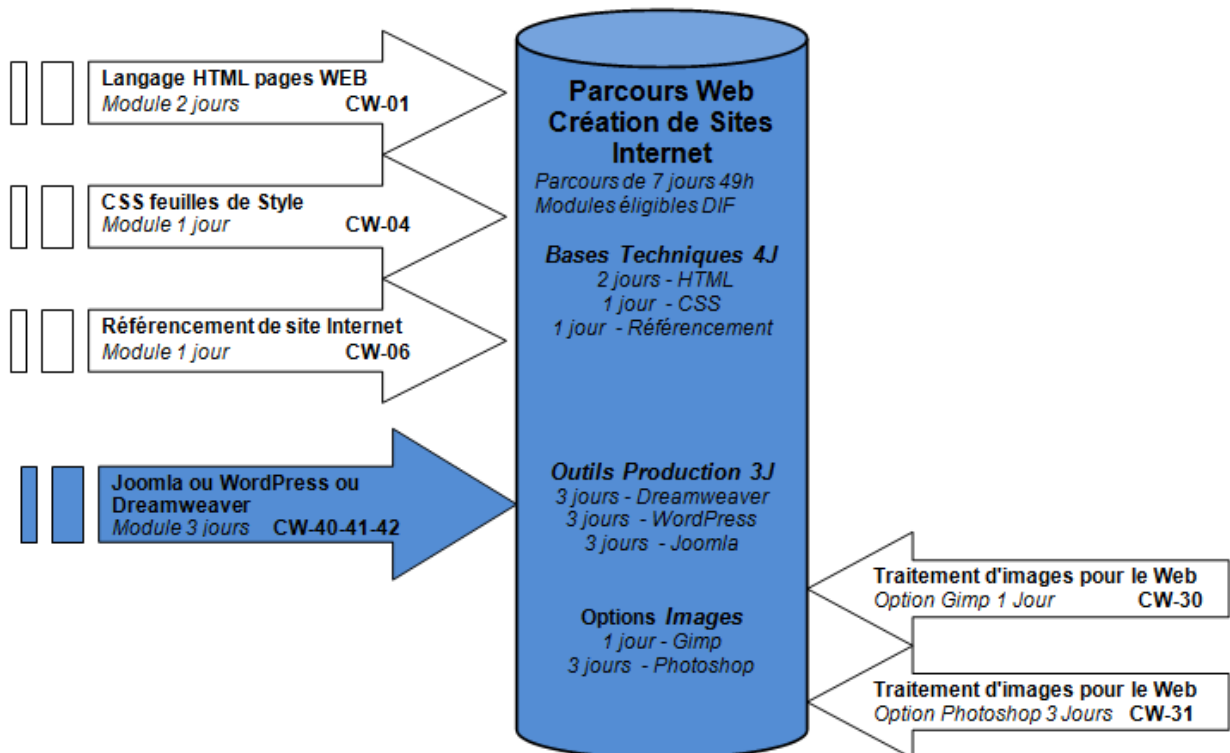 Langage HTML pages WEB
Module 2 jours CW-01
CSS feuilles de Style
Module 1 jour CW-04
Référencement de site Internet
Module 1 jour CW-06
Joomla ou WordPress ou
Dreamweaver
Module 3 jours CW-40-41-42
Parcours Web
Création de Sites
Internet
Parcours de 7 jours 49h
Modules éligibles DIF
Bases Techniques 4J
2 jours - HTML
1 jour - CSS
1 jour - Référencement
Outils Production 3J
3 jours - Dreamweaver
3 jours - WordPress
3 jours - Joomla
Options Images
1 jour - Gimp
3 jours - Photoshop
Traitement d'images pour le Web
Option Gimp 1 Jour CW-30
Traitement d'images pour le Web
Option Photoshop 3 Jours CW-31